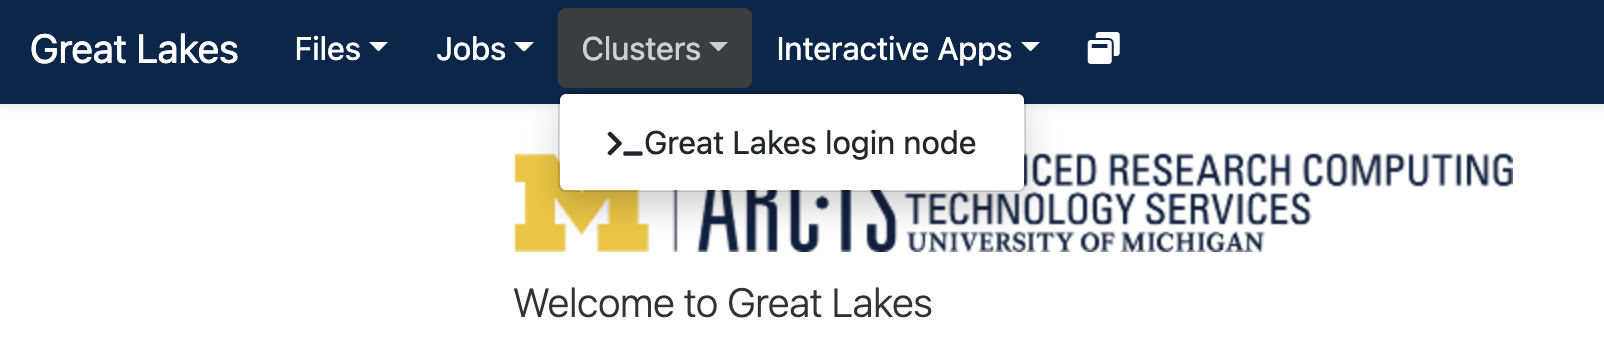 Great Lakes Files Jobs Clusters Interactive Apps
>_Great Lakes login node
RESEARCH COMPUTING
TECHNOLOGY SERVICES
UNIVERSITY OF MICHIGAN
Welcome to Great Lakes